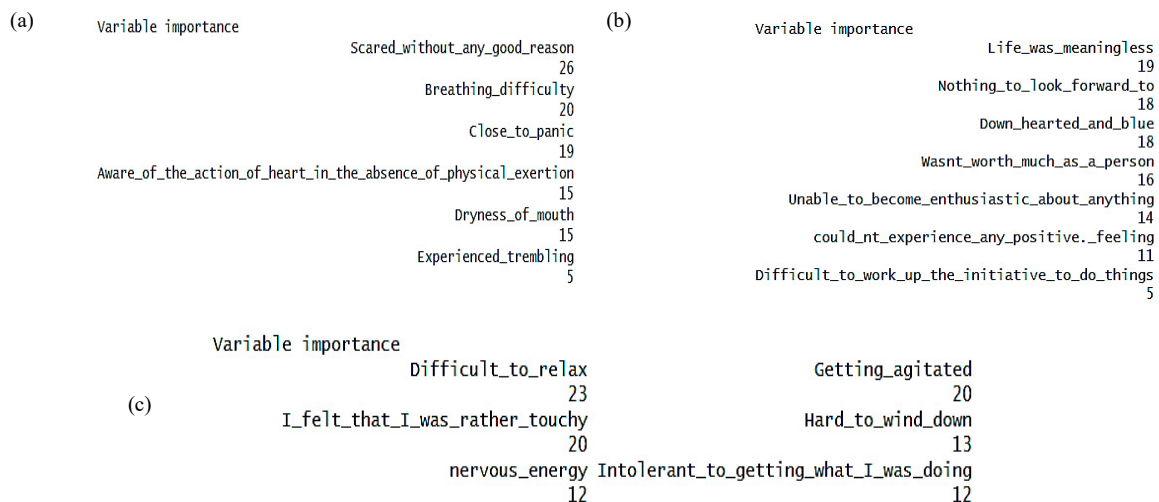 (a)
Variable importance
Scared_without_any_good_reason
26
Breathing_difficulty
20
Close_to_panic
19
Aware_of_the_action_of_heart_in_the_absence_of_physical_exertion
15
Dryness_of_mouth
15
Experienced_trembling
5
(b)
Variable importance
Life_was_meaningless
19
Nothing_to_look_forward_to
18
Down_hearted_and_blue
18
Wasnt_worth_much_as_a_person
16
Unable_to_become_enthusiastic_about_anything
14
could_nt_experience_any_positive._feeling
11
Difficult_to_work_up_the_initiative_to_do_things
5
(c)
Variable importance
Difficult_to_relax Getting_agitated
23 20
I_felt_that_I_was_rather_touchy Hard_to_wind_down
20 13
nervous_energy Intolerant_to_getting_what_I_was_doing
12 12